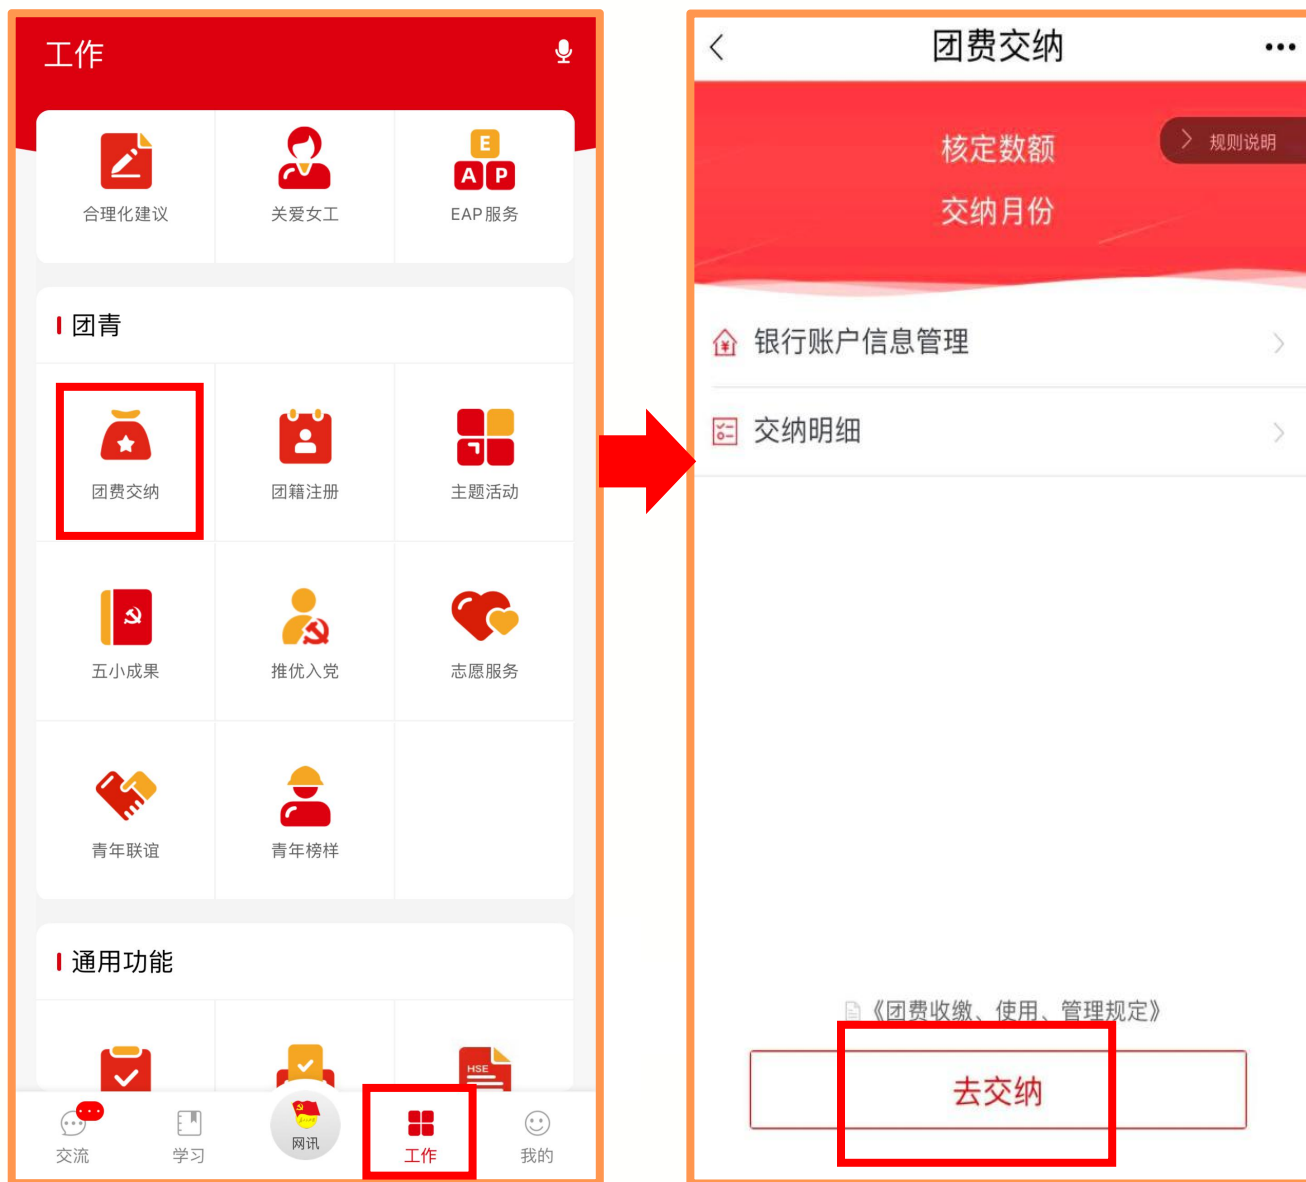 工作
合理化建议
关爱女工
E
A P
EAP服务
团青
团费交纳
团籍注册
主题活动
五小成果
推优入党
志愿服务
青年联谊
青年榜样
通用功能
HSE
交流
学习
网讯
工作
我的
团费交纳
核定数额
规则说明
交纳月份
银行账户信息管理
交纳明细
《团费收缴、使用、管理规定》
去交纳